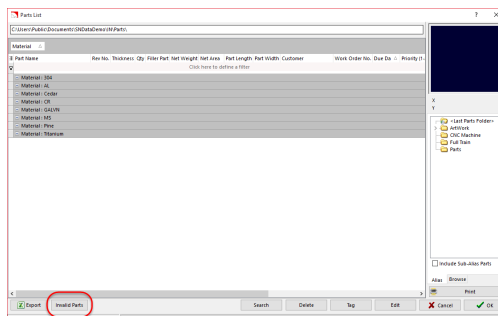 Parts List
? X
C:\Users\Public\Documents\SNDataDemo\IN\Parts\
Material
Part Name Rev No. Thickness Qty Filler Part Net Weight Net Area Part Length Part Width Customer Work Order No. Due Da Priority (1-
Click here to define a filter
Material : 304
Material : AL
Material : Cedar
Material : CR
Material : GALVN
Material : MS
Material : Pine
Material : Titanium
X
Y
<Last Parts Folder>
ArtWork
CNC Machine
Full Train
Parts
Include Sub-Alias Parts
Alias Browse
Print
Export Invalid Parts Search Delete Tag Edit Cancel OK